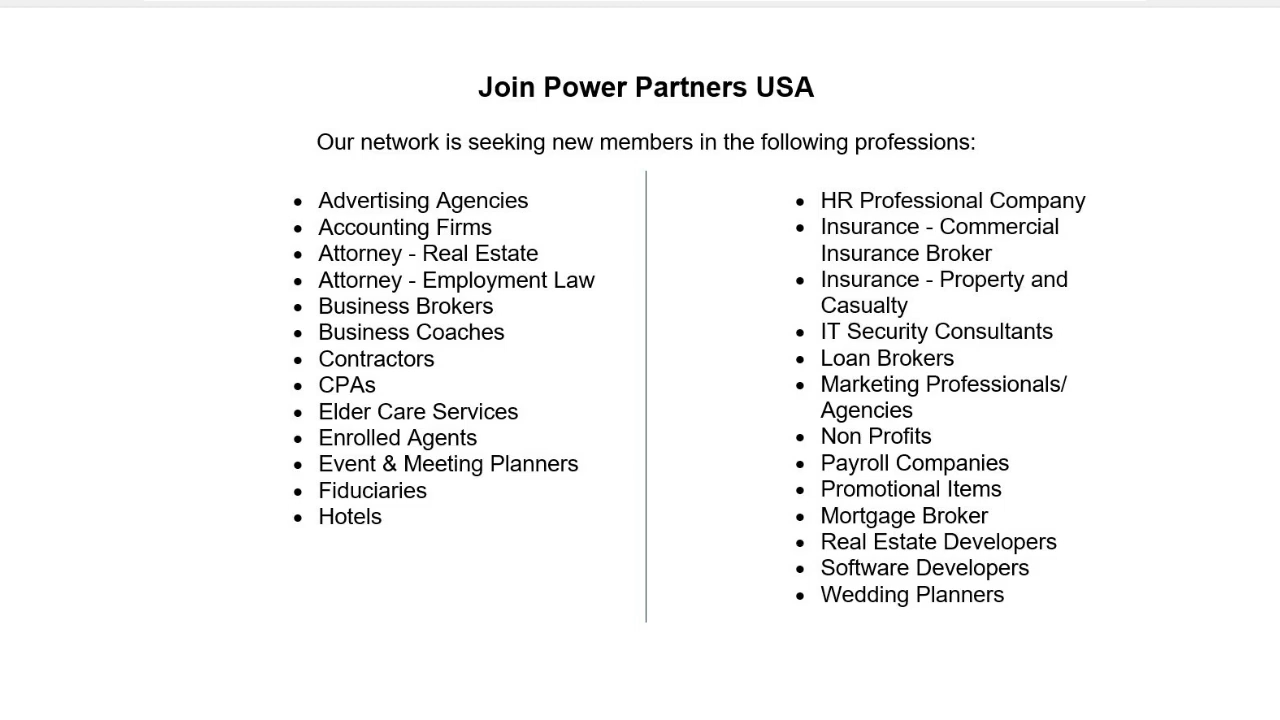 Join Power Partners USA
Our network is seeking new members in the following professions:
• Advertising Agencies
• Accounting Firms
• Attorney - Real Estate
• Attorney - Employment Law
• Business Brokers
• Business Coaches
• Contractors
• CPAs
• Elder Care Services
• Enrolled Agents
• Event & Meeting Planners
• Fiduciaries
• Hotels
• HR Professional Company
• Insurance - Commercial
Insurance Broker
• Insurance - Property and
Casualty
• IT Security Consultants
• Loan Brokers
• Marketing Professionals/
Agencies
• Non Profits
• Payroll Companies
• Promotional Items
• Mortgage Broker
• Real Estate Developers
• Software Developers
• Wedding Planners